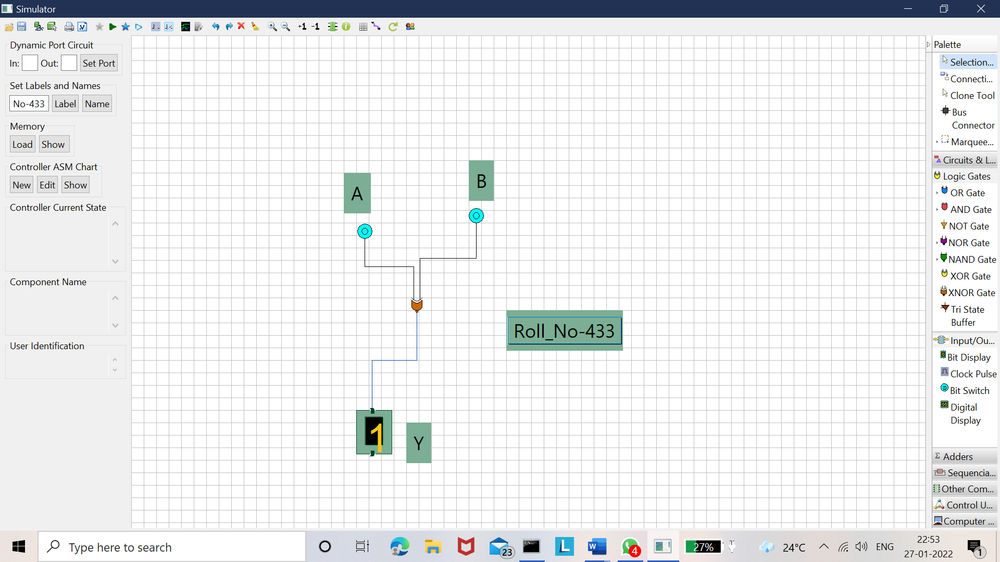 Simulator
+1 -1
Dynamic Port Circuit
In: Out: Set Port
Set Labels and Names
No-433 Label Name
Memory
Load Show
Controller ASM Chart
New Edit Show
Controller Current State
Component Name
User Identification
A
B
Roll_No-433
1
Y
Palette
Selection...
Connecti...
Clone Tool
Bus
Connector
Marquee...
Circuits & L...
Logic Gates
OR Gate
AND Gate
NOT Gate
NOR Gate
NAND Gate
XOR Gate
XNOR Gate
Tri State
Buffer
Input/Ou...
Bit Display
Clock Pulse
Bit Switch
Digital
Display
Adders
Sequencia...
Other Com...
Control U...
Computer ...
Type here to search
23
L
W
4
27%
24°C
ENG
22:53
27-01-2022
1